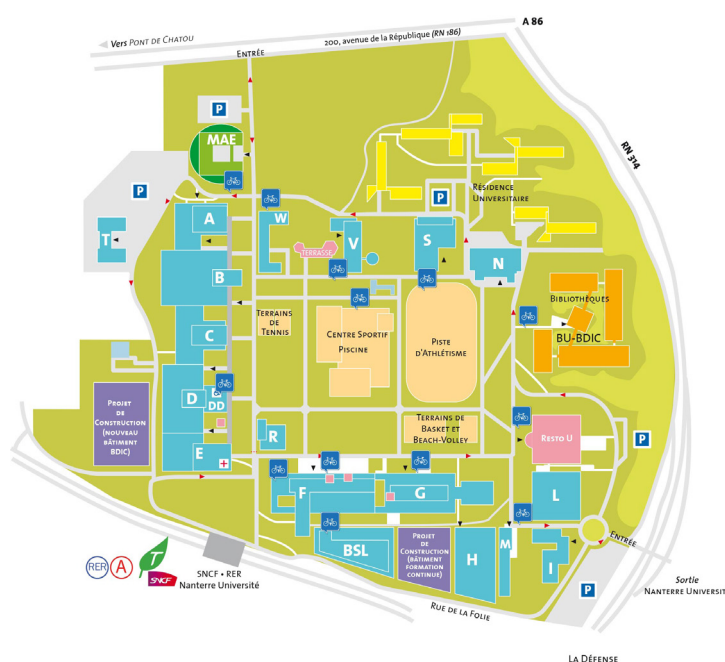 A 86
Vers PONT DE CHATOU
200, avenue de la République (RN 186)
ENTRÉE
P
MAE
RN 314
P
P
RÉSIDENCE
UNIVERSITAIRE
A
W
T
TERRASSE
V
S
N
B
BIBLIOTHÈQUES
BU-BDIC
TERRAINS
DE
TENNIS
CENTRE SPORTIF
PISCINE
PISTE
D'ATHLÉTISME
C
PROJET
DE
CONSTRUCTION
(NOUVEAU
BÂTIMENT
BDIC)
D
DD
TERRAINS DE
BASKET ET
BEACH-VOLLEY
R
RESTO U
P
E
F
G
L
BSL
PROJET
DE
CONSTRUCTION
(BÂTIMENT
FORMATION
CONTINUE)
H
M
I
ENTRÉE
RER
A
T
SNCF
SNCF • RER
Nanterre Université
P
Sortie
NANTERRE UNIVERSIT
RUE DE LA FOLIE
LA DÉFENSE